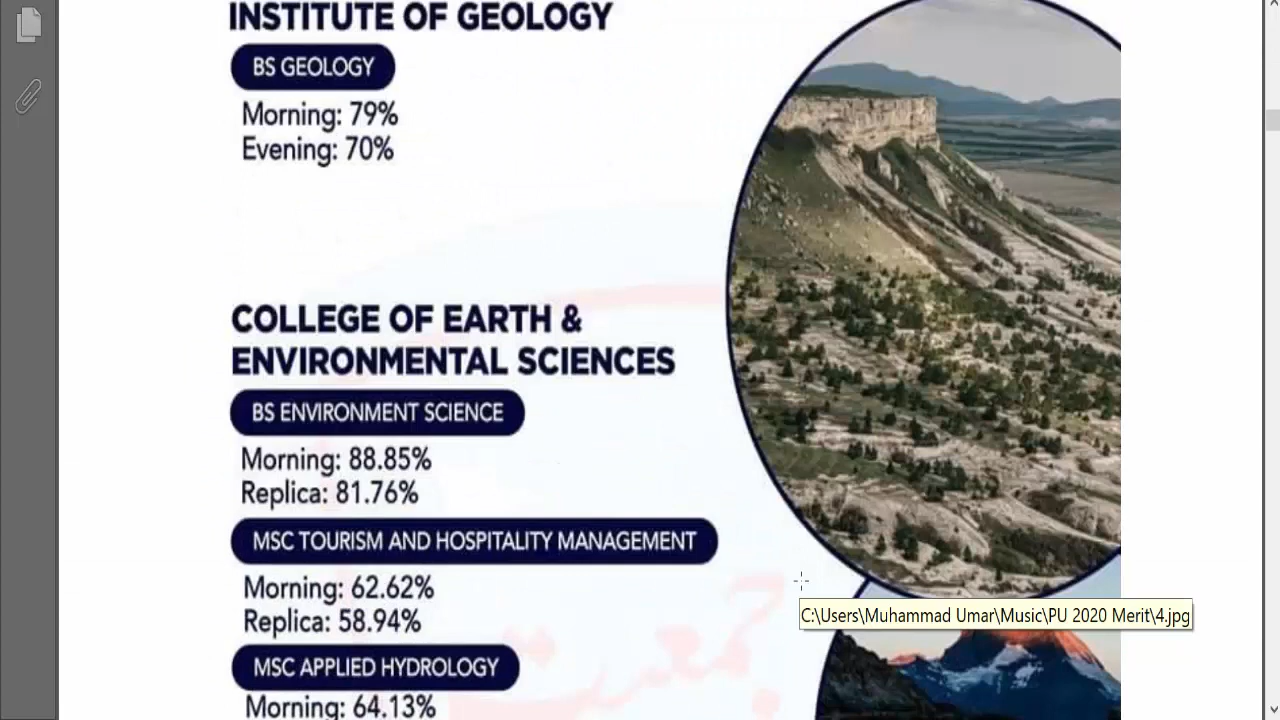 INSTITUTE OF GEOLOGY
BS GEOLOGY
Morning: 79%
Evening: 70%
COLLEGE OF EARTH &
ENVIRONMENTAL SCIENCES
BS ENVIRONMENT SCIENCE
Morning: 88.85%
Replica: 81.76%
MSC TOURISM AND HOSPITALITY MANAGEMENT
Morning: 62.62%
Replica: 58.94%
C:\Users\Muhammad Umar\Music\PU 2020 Merit\4.jpg
MSC APPLIED HYDROLOGY
Morning: 64.13%